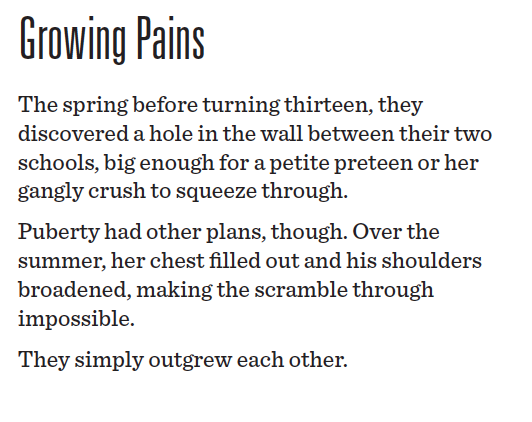 Growing Pains
The spring before turning thirteen, they
discovered a hole in the wall between their two
schools, big enough for a petite preteen or her
gangly crush to squeeze through.
Puberty had other plans, though. Over the
summer, her chest filled out and his shoulders
broadened, making the scramble through
impossible.
They simply outgrew each other.